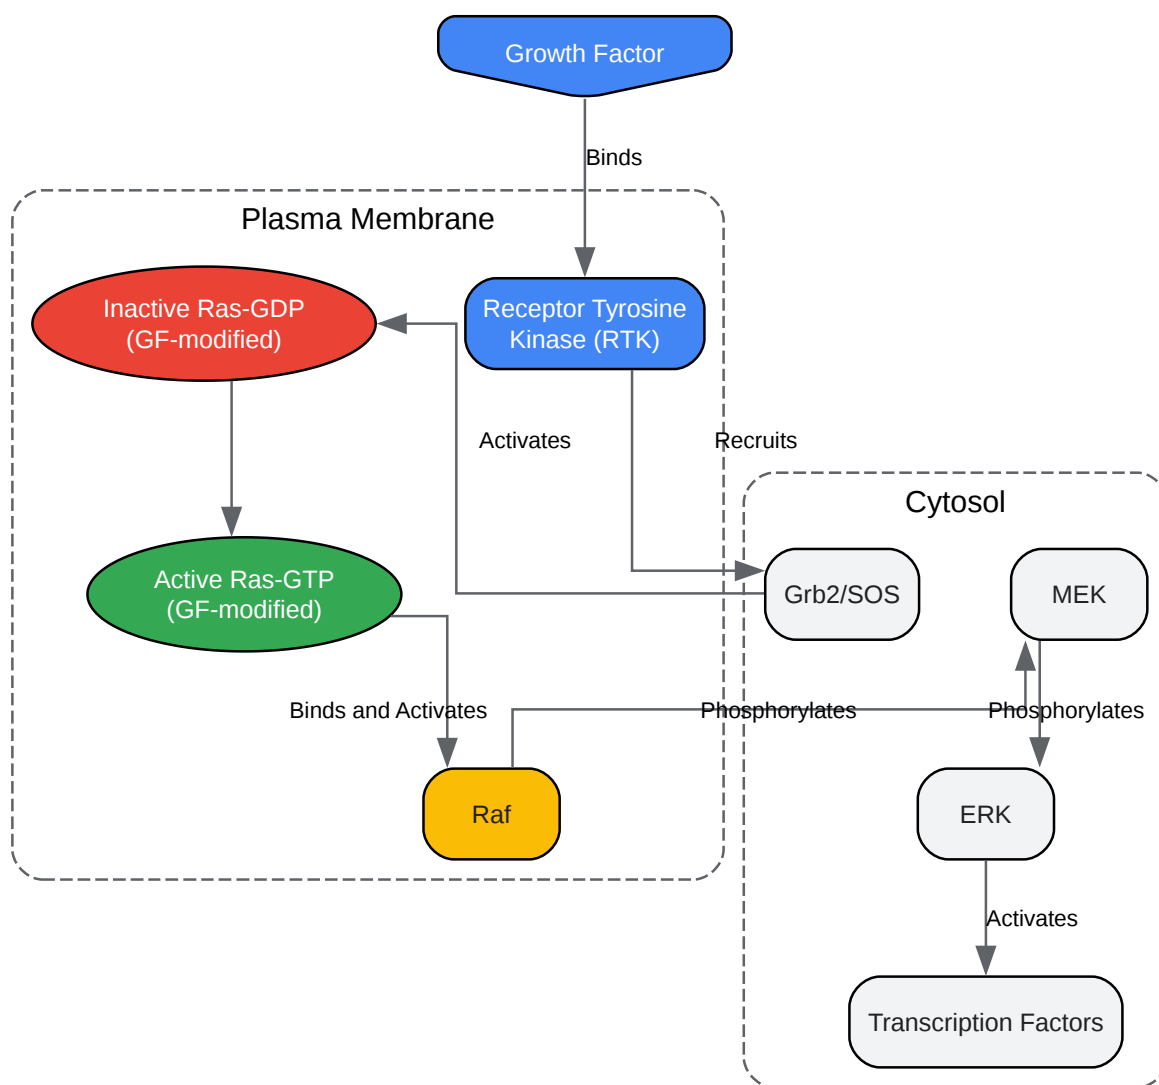 Growth Factor
Binds
Plasma Membrane
Inactive Ras-GDP
(GF-modified)
Receptor Tyrosine
Kinase (RTK)
Activates
Recruits
Cytosol
Active Ras-GTP
(GF-modified)
Grb2/SOS
MEK
Binds and Activates
Phosphorylates
Phosphorylates
Raf
ERK
Activates
Transcription Factors